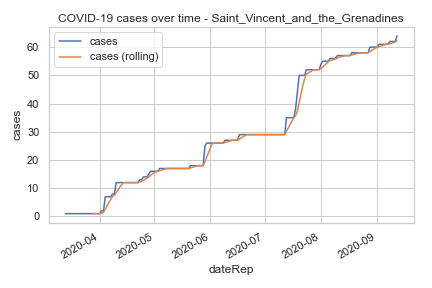 COVID-19 cases over time - Saint_Vincent_and_the_Grenadines
cases
cases (rolling)
cases
60
50
40
30
20
10
0
2020-04
2020-05
2020-06
2020-07
2020-08
2020-09
dateRep